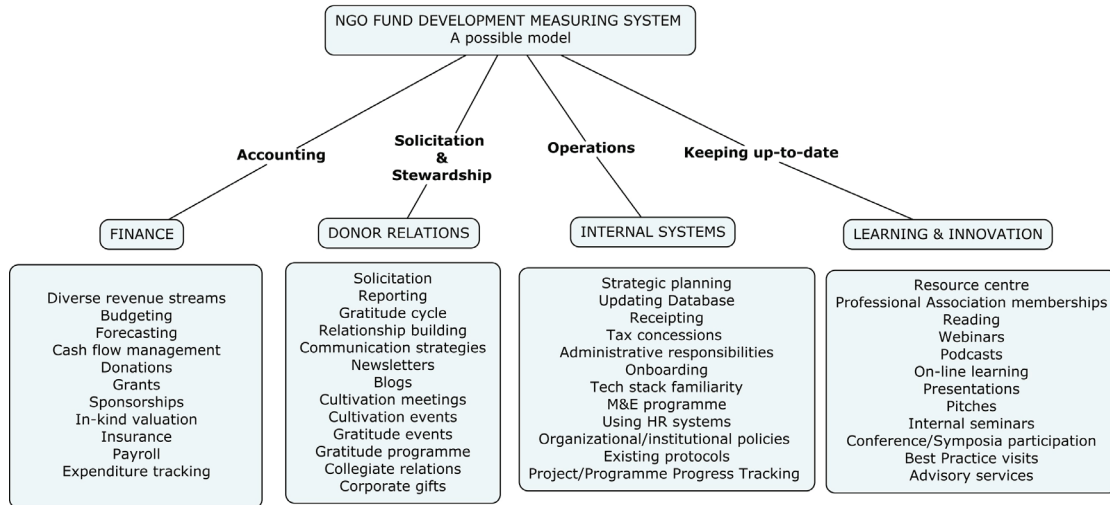 NGO FUND DEVELOPMENT MEASURING SYSTEM
A possible model
Accounting
Solicitation
&
Stewardship
Operations
Keeping up-to-date
FINANCE
Diverse revenue streams
Budgeting
Forecasting
Cash flow management
Donations
Grants
Sponsorships
In-kind valuation
Insurance
Payroll
Expenditure tracking
DONOR RELATIONS
Solicitation
Reporting
Gratitude cycle
Relationship building
Communication strategies
Newsletters
Blogs
Cultivation meetings
Cultivation events
Gratitude events
Gratitude programme
Collegiate relations
Corporate gifts
INTERNAL SYSTEMS
Strategic planning
Updating Database
Receipting
Tax concessions
Administrative responsibilities
Onboarding
Tech stack familiarity
M&E programme
Using HR systems
Organizational/institutional policies
Existing protocols
Project/Programme Progress Tracking
LEARNING & INNOVATION
Resource centre
Professional Association memberships
Reading
Webinars
Podcasts
On-line learning
Presentations
Pitches
Internal seminars
Conference/Symposia participation
Best Practice visits
Advisory services